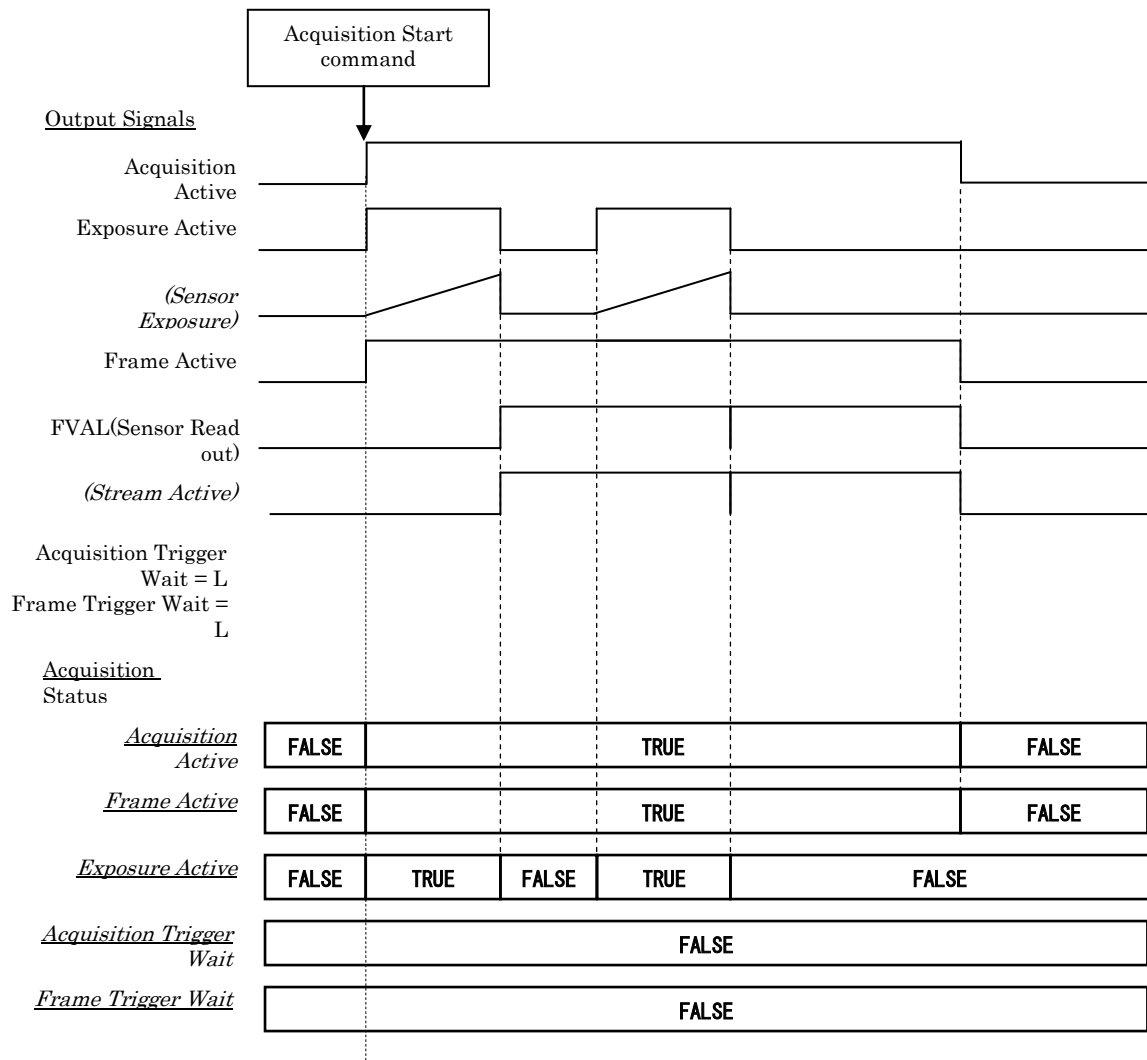 Acquisition Start
command
Output Signals
Acquisition
Active
Exposure Active
(Sensor
Exposure)
Frame Active
FVAL(Sensor Read
out)
(Stream Active)
Acquisition Trigger
Wait = L
Frame Trigger Wait =
L
Acquisition
Status
Acquisition
Active
FALSE TRUE FALSE
Frame Active
FALSE TRUE FALSE
Exposure Active
FALSE TRUE FALSE TRUE FALSE
Acquisition Trigger
Wait
FALSE
Frame Trigger Wait
FALSE